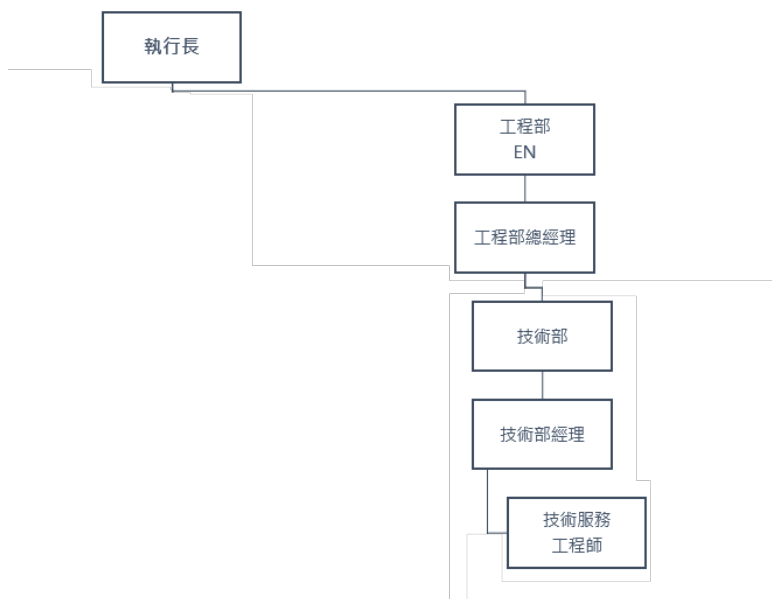 執行長
工程部
EN
工程部總經理
技術部
技術部經理
技術服務
工程師